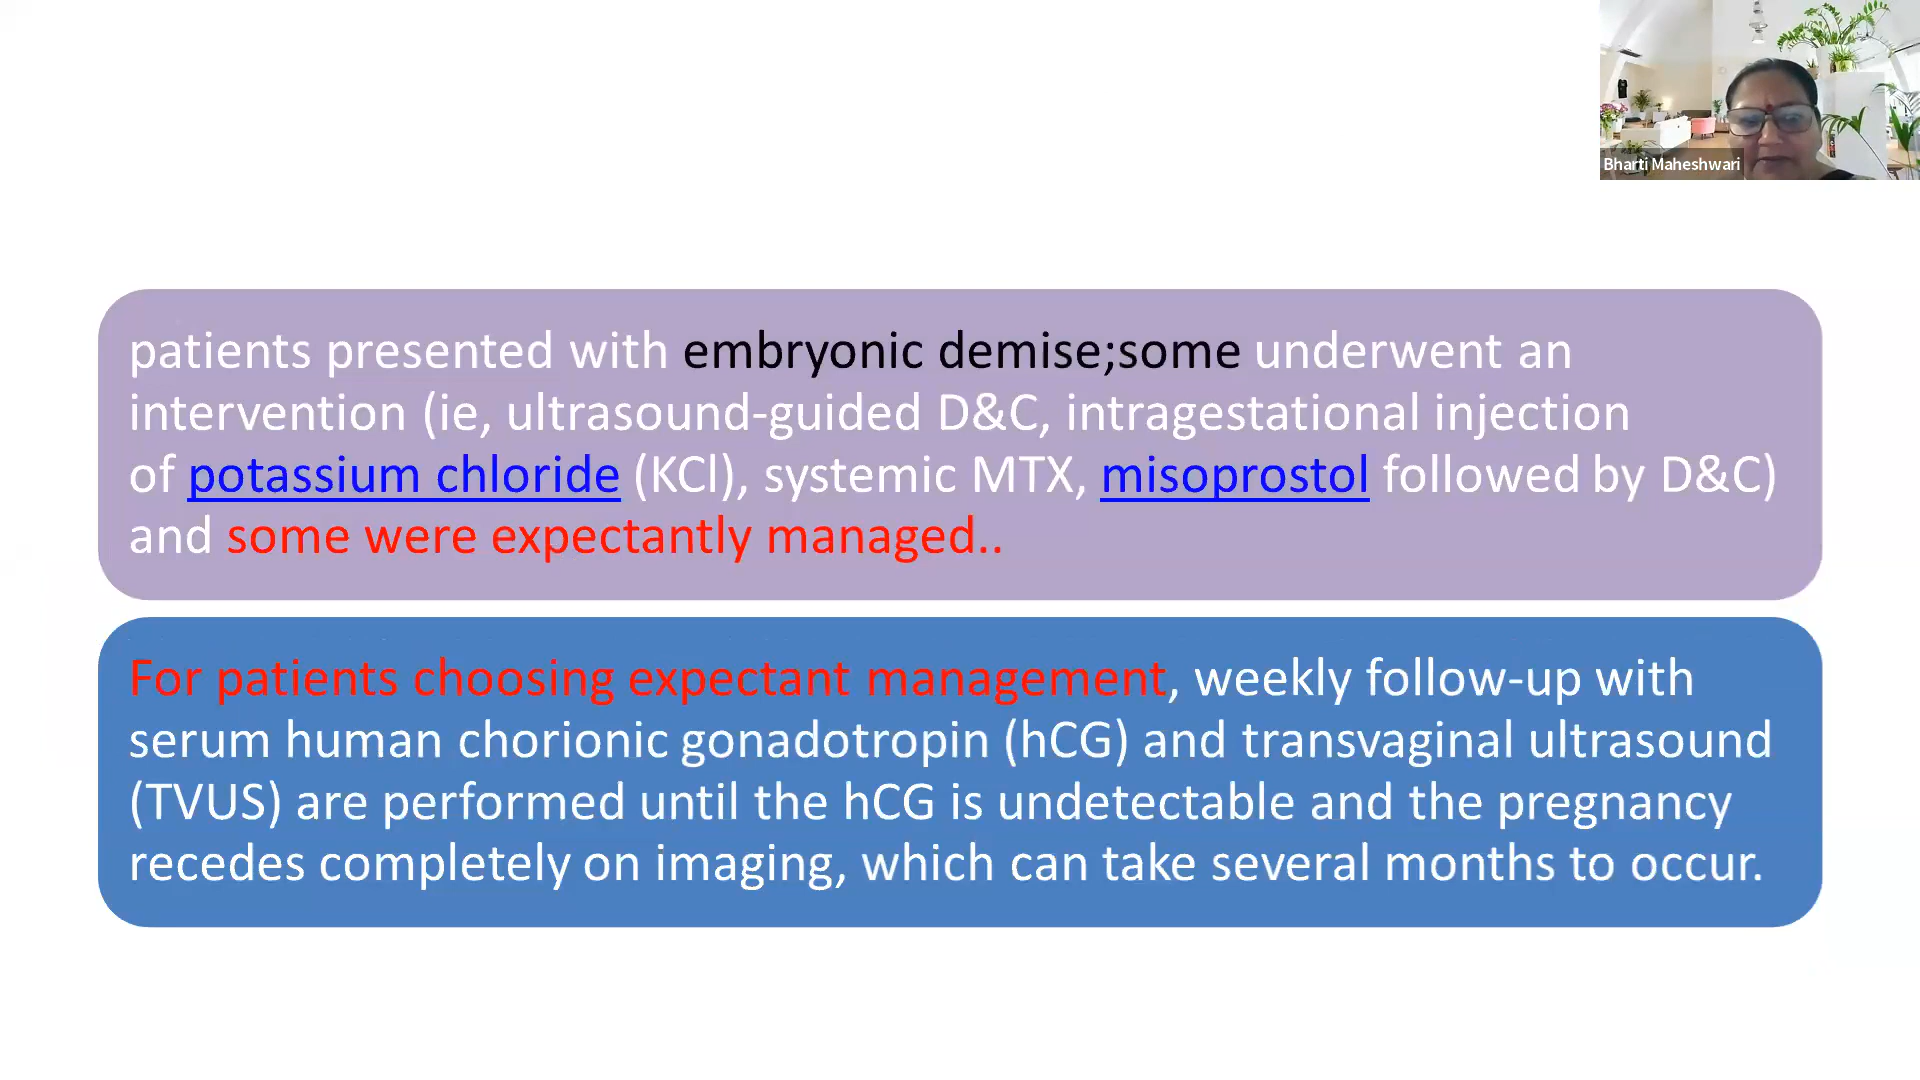 Bharti Maheshwari
patients presented with embryonic demise;some underwent an
intervention (ie, ultrasound-guided D&C, intragestational injection
of potassium chloride (KCl), systemic MTX, misoprostol followed by D&C)
and some were expectantly managed..
For patients choosing expectant management, weekly follow-up with
serum human chorionic gonadotropin (hCG) and transvaginal ultrasound
(TVUS) are performed until the hCG is undetectable and the pregnancy
recedes completely on imaging, which can take several months to occur.